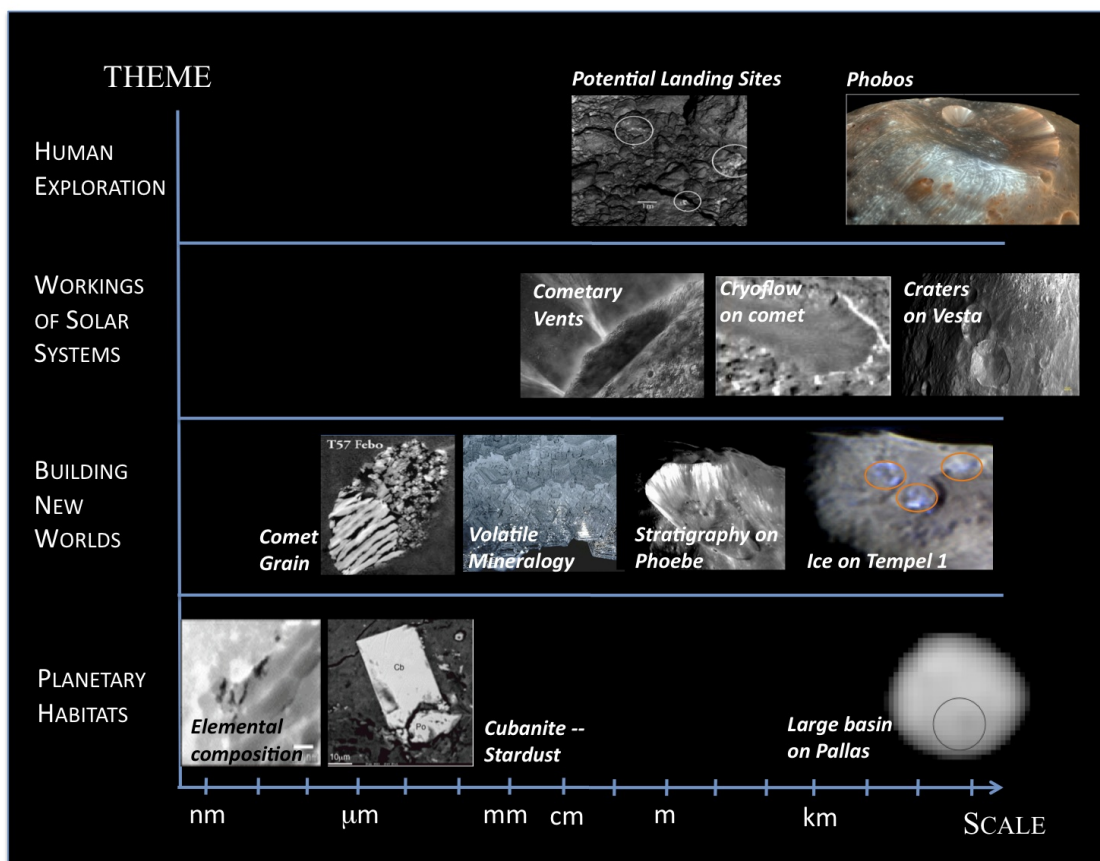 THEME
Potential Landing Sites
Phobos
HUMAN
EXPLORATION
WORKINGS
OF SOLAR
SYSTEMS
Cometary
Vents
Cryoflow
on comet
Craters
on Vesta
BUILDING
NEW
WORLDS
T57 Febo
Comet
Grain
Volatile
Mineralogy
Stratigraphy on
Phoebe
Ice on Tempel 1
PLANETARY
HABITATS
Elemental
composition
Cb
Po
10μm
Cubanite --
Stardust
Large basin
on Pallas
nm
μm
mm
cm
m
km
SCALE